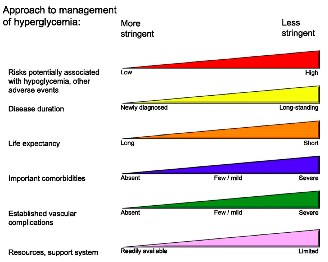 Approach to management
of hyperglycemia:
More
stringent
Less
stringent
Risks potentially associated
with hypoglycemia, other
adverse events
Low
High
Disease duration
Newly diagnosed
Long-standing
Life expectancy
Long
Short
Important comorbidities
Absent
Few / mild
Severe
Established vascular
complications
Absent
Few / mild
Severe
Resources, support system
Readily available
Limited